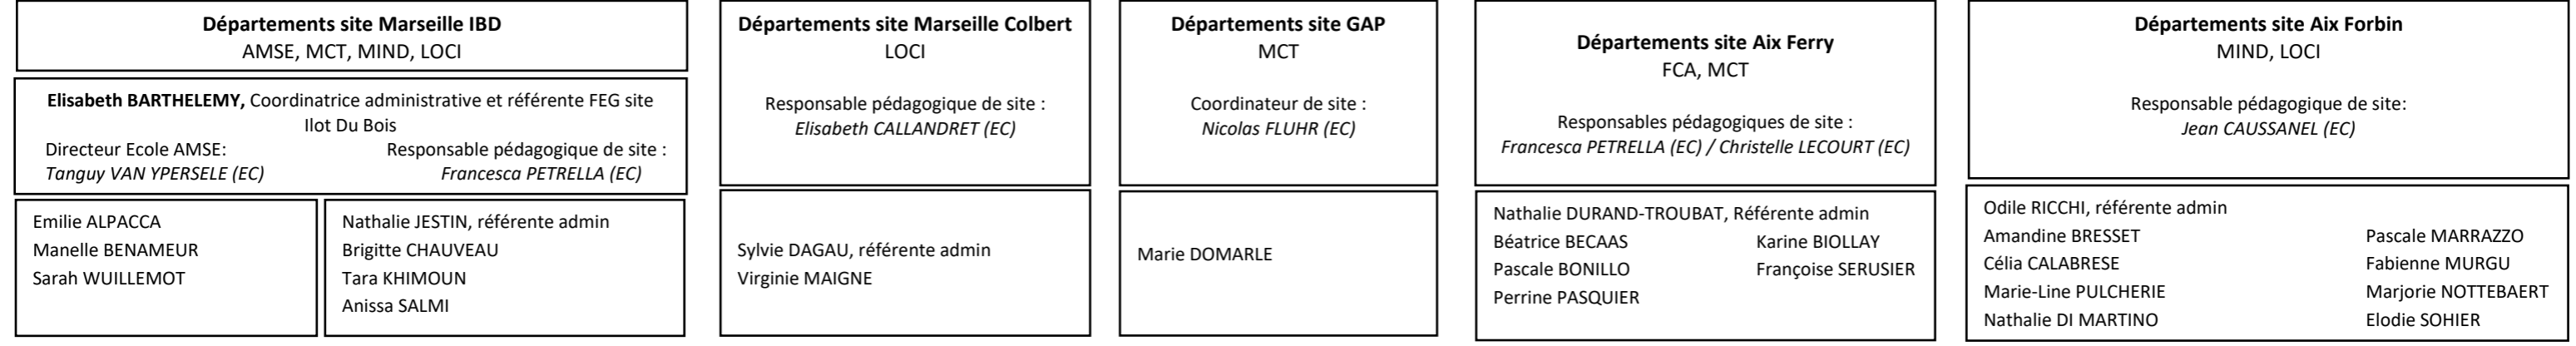 Départements site Marseille IBD
AMSE, MCT, MIND, LOCI
Elisabeth BARTHELEMY, Coordinatrice administrative et référente FEG site
Ilot Du Bois
Directeur Ecole AMSE:
Tanguy VAN YPERSELE (EC)
Responsable pédagogique de site :
Francesca PETRELLA (EC)
Emilie ALPACCA
Manelle BENAMEUR
Sarah WUILLEMOT
Nathalie JESTIN, référente admin
Brigitte CHAUVEAU
Tara KHIMOUN
Anissa SALMI
Départements site Marseille Colbert
LOCI
Responsable pédagogique de site :
Elisabeth CALLANDRET (EC)
Sylvie DAGAU, référente admin
Virginie MAIGNE
Départements site GAP
MCT
Coordinateur de site :
Nicolas FLUHR (EC)
Marie DOMARLE
Départements site Aix Ferry
FCA, MCT
Responsables pédagogiques de site :
Francesca PETRELLA (EC) / Christelle LECOURT (EC)
Nathalie DURAND-TROUBAT, Référente admin
Béatrice BECAAS
Pascale BONILLO
Perrine PASQUIER
Karine BIOLLAY
Françoise SERUSIER
Départements site Aix Forbin
MIND, LOCI
Responsable pédagogique de site:
Jean CAUSSANEL (EC)
Odile RICCHI, référente admin
Amandine BRESSET
Célia CALABRESE
Marie-Line PULCHERIE
Nathalie DI MARTINO
Pascale MARRAZZO
Fabienne MURGU
Marjorie NOTTEBAERT
Elodie SOHIER